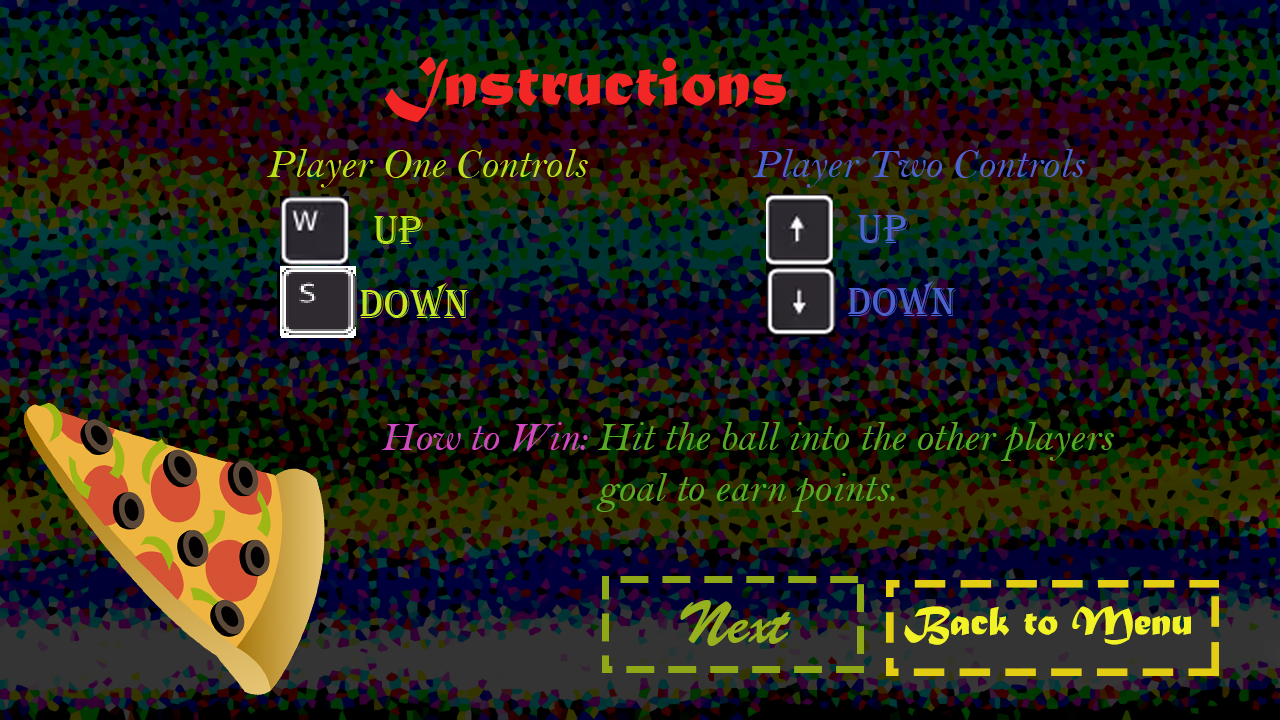 Instructions
Player One Controls
Player Two Controls
W UP
↑ UP
S DOWN
↓ DOWN
How to Win: Hit the ball into the other players
goal to earn points.
Next
Back to Menu